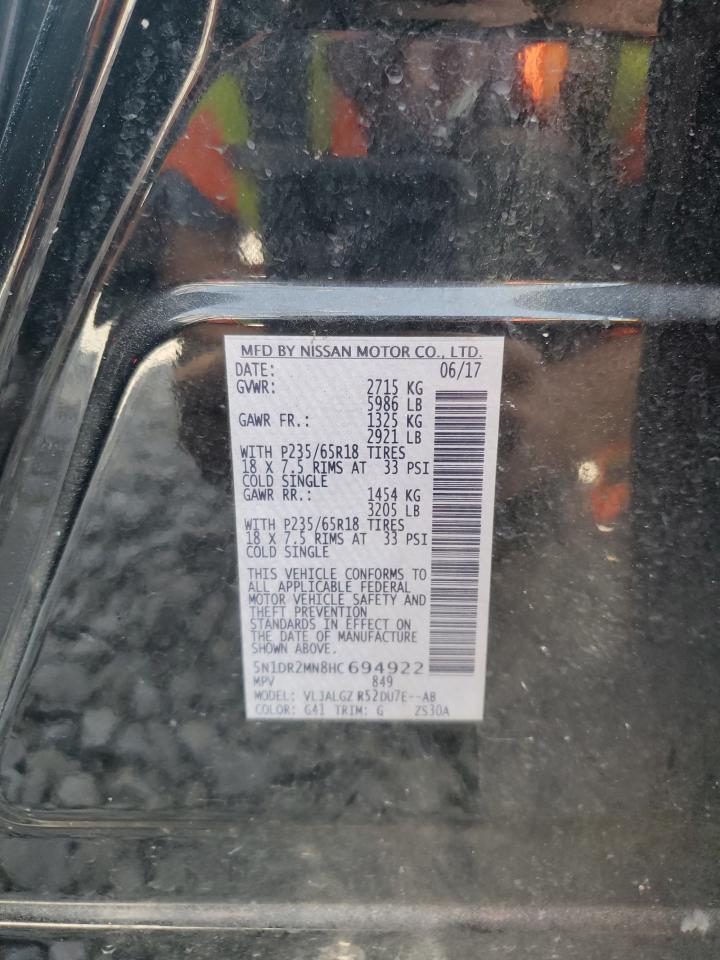 MFD BY NISSAN MOTOR CO., LTD.
DATE: 06/17
GVWR: 2715 KG
5986 LB
GAWR FR.: 1325 KG
2921 LB
WITH P235/65R18 TIRES
18 X 7.5 RIMS AT 33 PSI
COLD SINGLE
GAWR RR.: 1454 KG
3205 LB
WITH P235/65R18 TIRES
18 X 7.5 RIMS AT 33 PSI
COLD SINGLE
THIS VEHICLE CONFORMS TO
ALL APPLICABLE FEDERAL
MOTOR VEHICLE SAFETY AND
THEFT PREVENTION
STANDARDS IN EFFECT ON
THE DATE OF MANUFACTURE
SHOWN ABOVE.
5N1DR2MN8HC694922
MPV 849
MODEL: VLJALGZ R52DU7E--AB
COLOR: G41 TRIM: G ZS30A